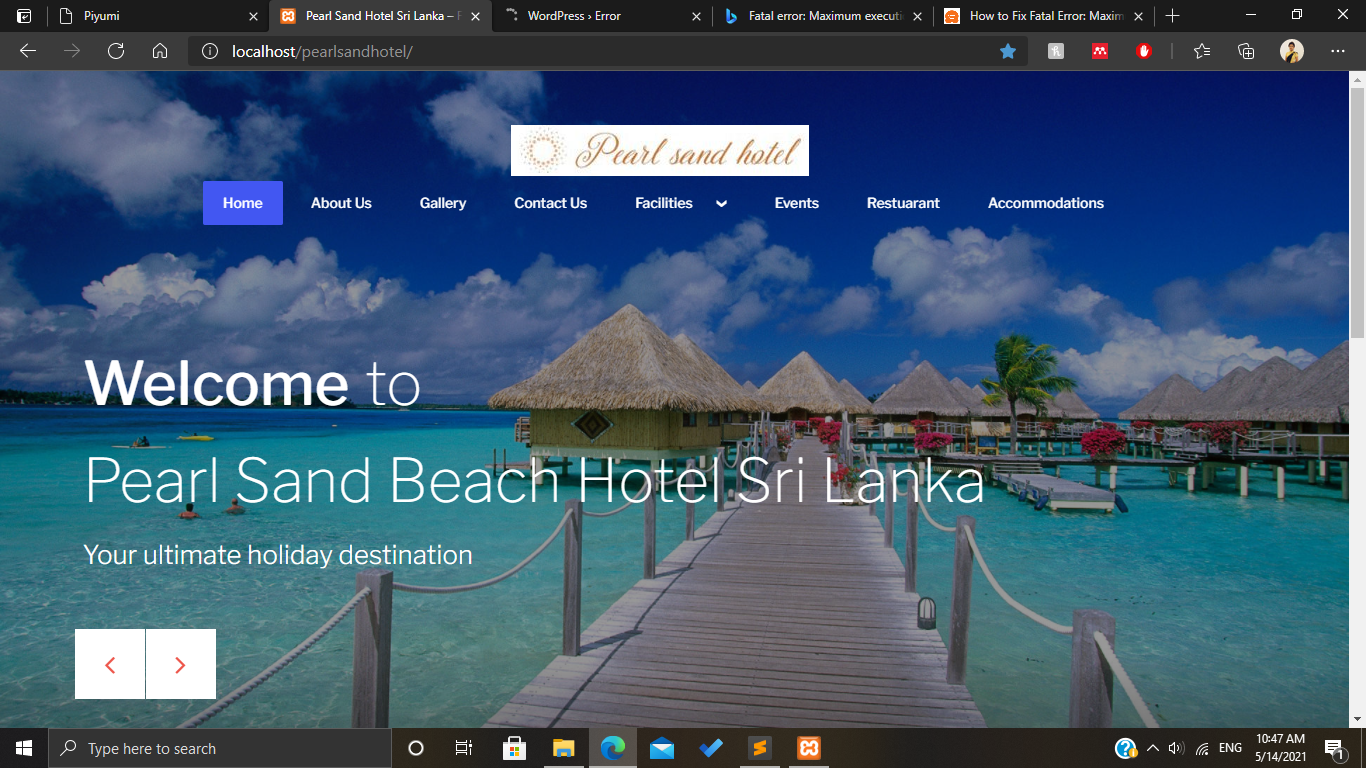 Piyumi
Pearl Sand Hotel Sri Lanka –
WordPress › Error
Fatal error: Maximum executi
How to Fix Fatal Error: Maxim
localhost/pearlsandhotel/
Pearl sand hotel
Home About Us Gallery Contact Us Facilities Events Restuarant Accommodations
Welcome to
Pearl Sand Beach Hotel Sri Lanka
Your ultimate holiday destination
Type here to search
ENG
10:47 AM
5/14/2021
1